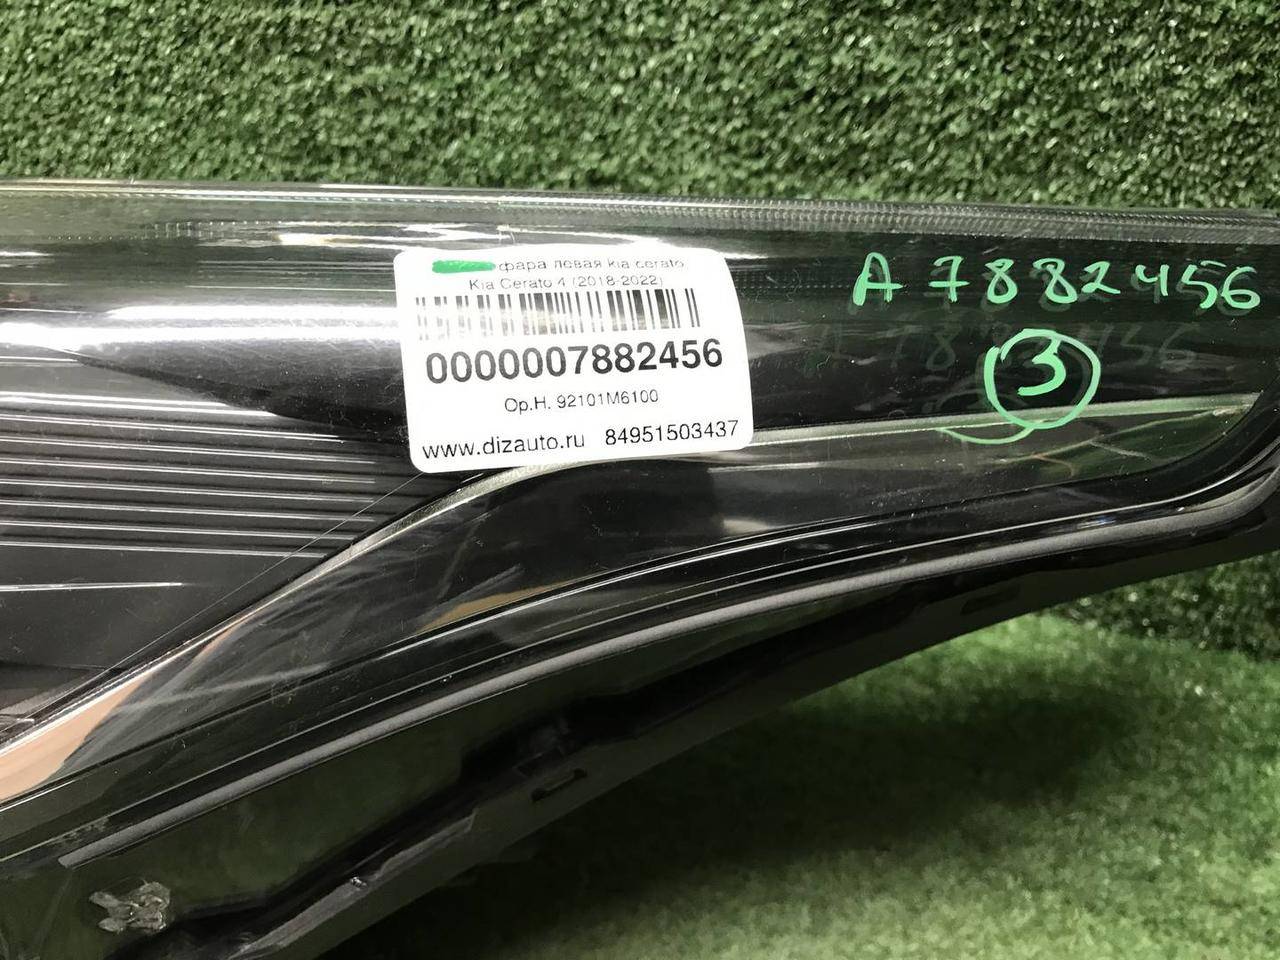 фара левая kia cerato
Kia Cerato 4 (2018-2022)
0000007882456
Ор.Н. 92101M6100
www.dizauto.ru 84951503437
A 7882456
3